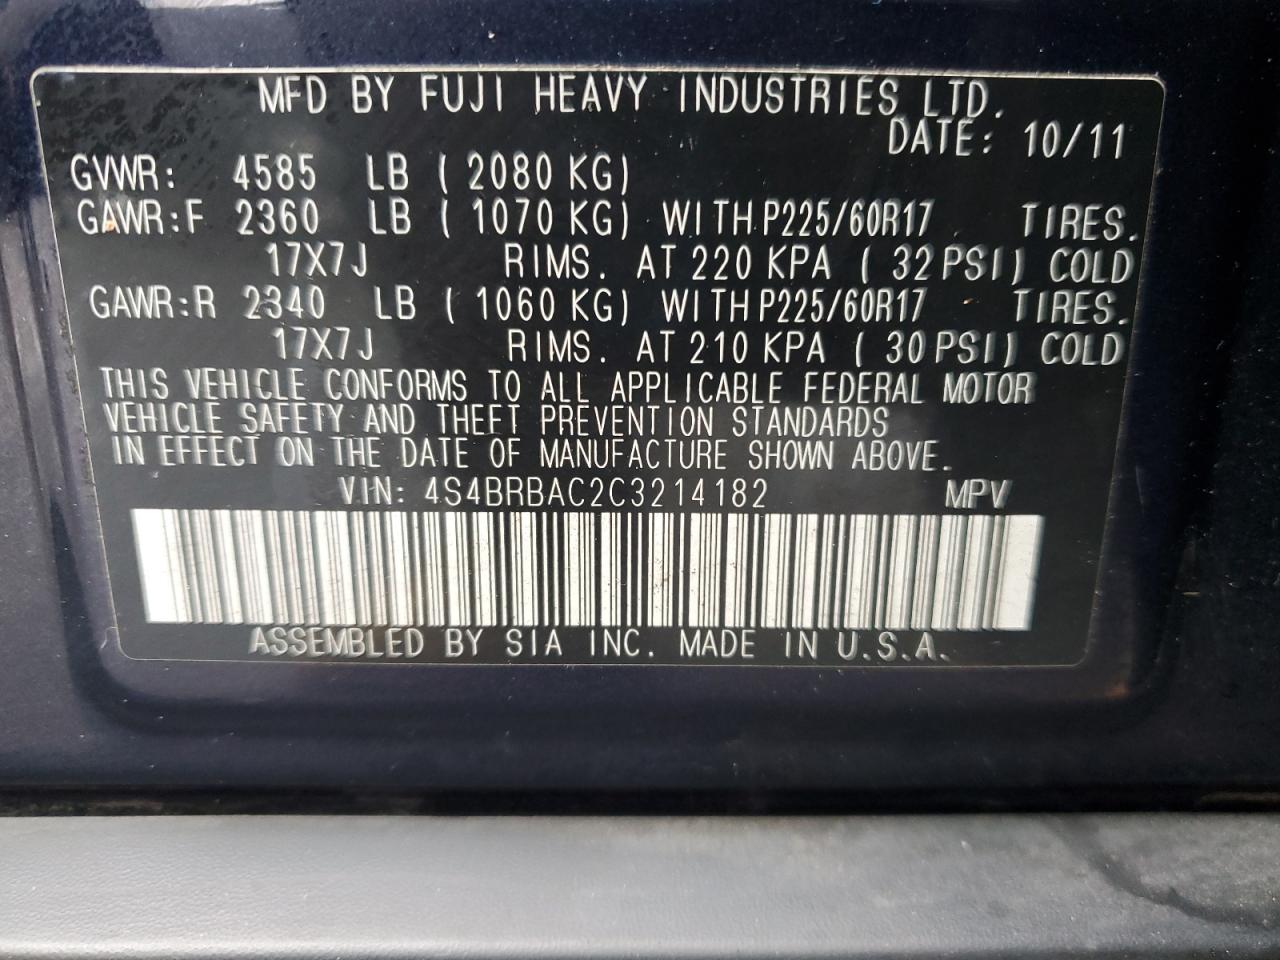 MFD BY FUJI HEAVY INDUSTRIES LTD.
DATE: 10/11
GVWR: 4585 LB (2080 KG)
GAWR:F 2360 LB (1070 KG) WITH P225/60R17 TIRES.
17X7J RIMS. AT 220 KPA (32 PSI) COLD
GAWR:R 2340 LB (1060 KG) WITH P225/60R17 TIRES.
17X7J RIMS. AT 210 KPA (30 PSI) COLD
THIS VEHICLE CONFORMS TO ALL APPLICABLE FEDERAL MOTOR
VEHICLE SAFETY AND THEFT PREVENTION STANDARDS
IN EFFECT ON THE DATE OF MANUFACTURE SHOWN ABOVE.
VIN: 4S4BRBAC2C3214182 MPV
ASSEMBLED BY SIA INC. MADE IN U.S.A.